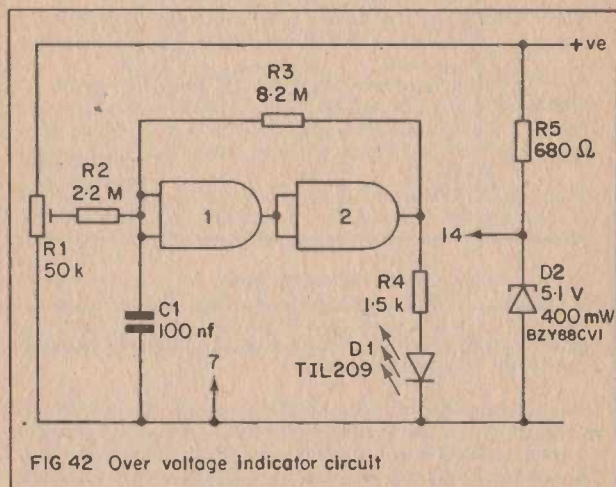 +ve
R3
8·2 M
R5
680 Ω
R2
2·2 M
1
2
14
R1
50 k
R4
1·5 k
D2
5·1 V
400 mW
BZY88CVI
C1
100 nf
7
D1
TIL209
FIG 42 Over voltage indicator circuit